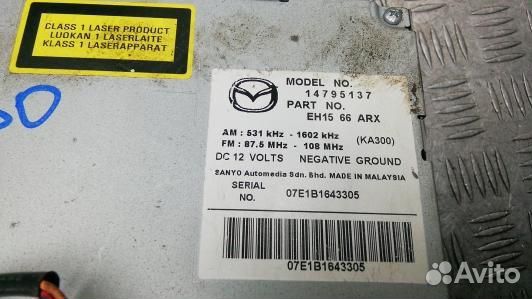 CLASS 1 LASER PRODUCT
LUOKAN 1 LASERLAITE
KLASS 1 LASERAPPARAT
MODEL NO.
14795137
PART NO.
EH15 66 ARX
AM : 531 kHz - 1602 kHz
(KA300)
FM : 87.5 MHz - 108 MHz
DC 12 VOLTS NEGATIVE GROUND
SANYO Automedia Sdn. Bhd. MADE IN MALAYSIA
SERIAL
NO.
07E1B1643305
07E1B1643305
Avito